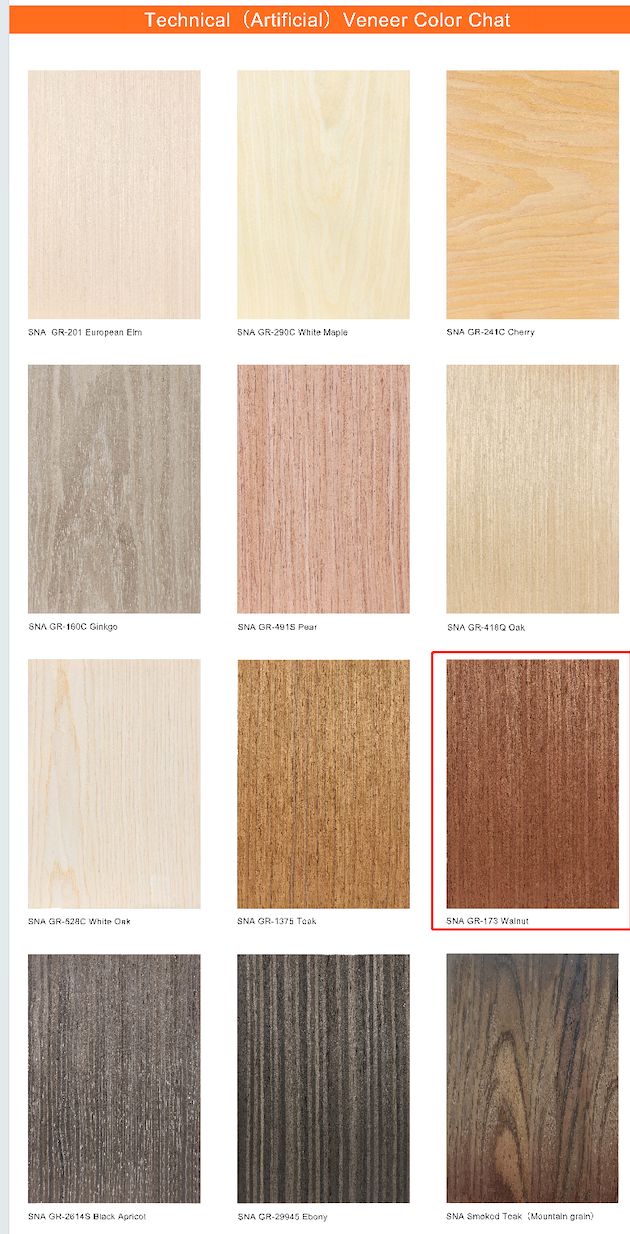 Technical（Artificial）Veneer Color Chat
SNA GR-201 European Elm
SNA GR-290C White Maple
SNA GR-241C Cherry
SNA GR-160C Ginkgo
SNA GR-491S Pear
SNA GR-418Q Oak
SNA GR-528C White Oak
SNA GR-1375 Teak
SNA GR-173 Walnut
SNA GR-2614S Black Apricot
SNA GR-29945 Ebony
SNA Smoked Teak（Mountain grain）